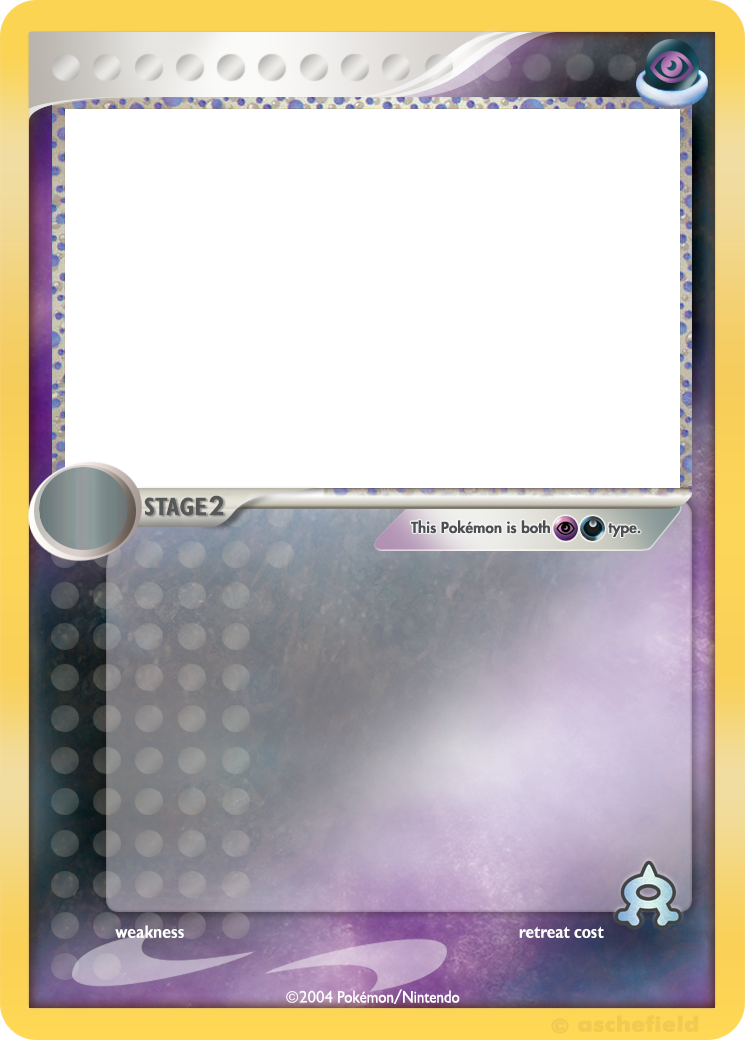 STAGE2
This Pokémon is both type.
weakness
retreat cost
©2004 Pokémon/Nintendo
© aschefield